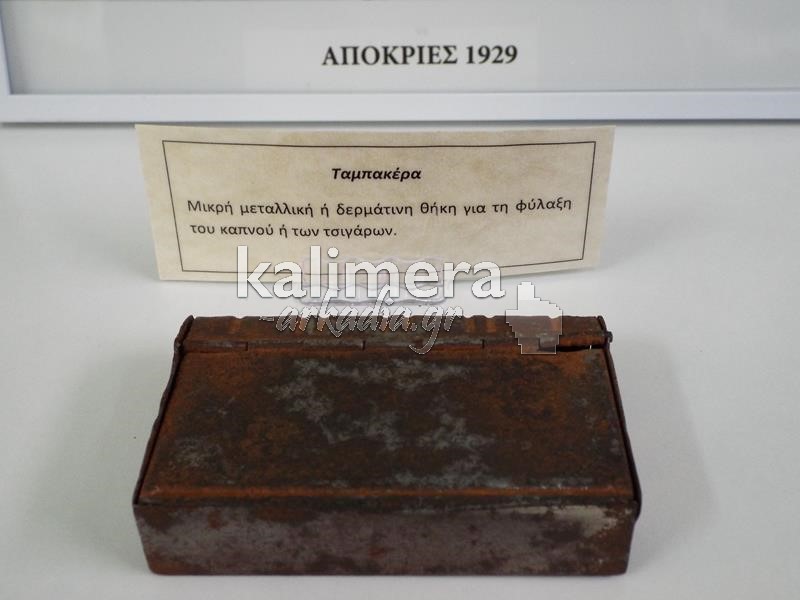 ΑΠΟΚΡΙΕΣ 1929
Ταμπακέρα
Μικρή μεταλλική ή δερμάτινη θήκη για τη φύλαξη
του καπνού ή των τσιγάρων.
kalimera
-arkadia.gr